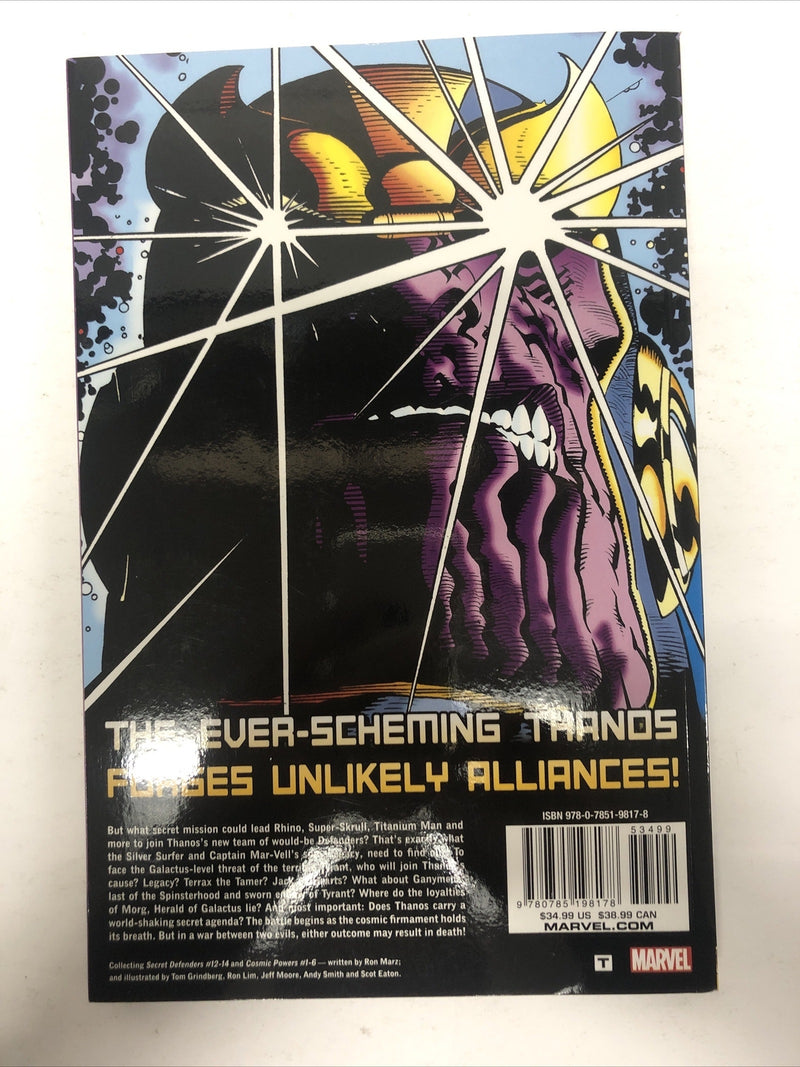 THE EVER-SCHEMING THANOS
FORGES UNLIKELY ALLIANCES!
But what secret mission could lead Rhino, Super-Skrull, Titanium Man and
more to join Thanos's new team of would-be Defenders? That's exactly what
the Silver Surfer and Captain Mar-Vell's need to find
face the Galactus-level threat of the Tyrant, who will join
cause? Legacy? Terrax the Tamer? Jack of Hearts? What about Ganymede,
last of the Spinsterhood and sworn enemy of Tyrant? Where do the loyalties
of Morg, Herald of Galactus lie? And most important: Does Thanos carry a
world-shaking secret agenda? The battle begins as the cosmic firmament holds
its breath. But in a war between two evils, either outcome may result in death!
Collecting Secret Defenders #12-14 and Cosmic Powers #1-6 — written by Ron Marz;
and illustrated by Tom Grindberg, Ron Lim, Jeff Moore, Andy Smith and Scot Eaton.
ISBN 978-0-7851-9817-8
53499
9 780785 198178
$34.99 US $38.99 CAN
MARVEL.COM
T MARVEL